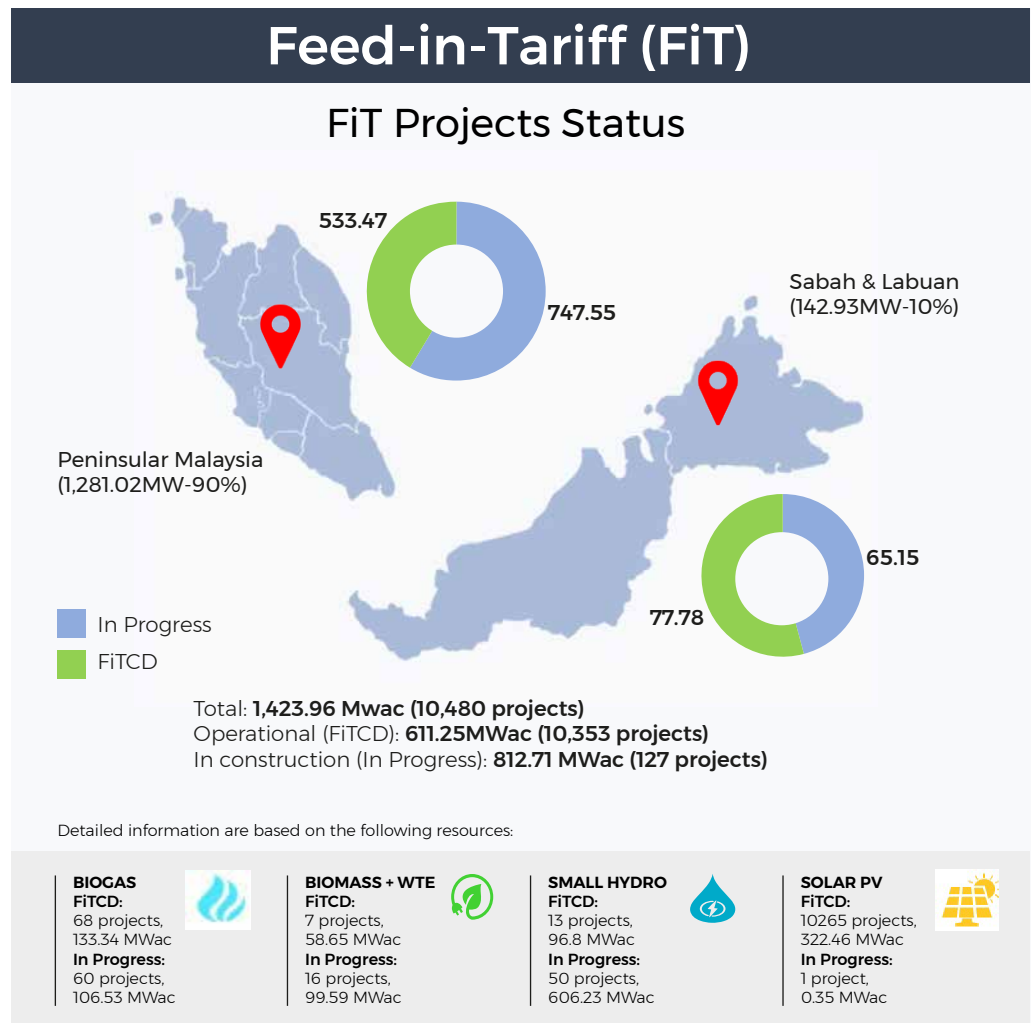 Feed-in-Tariff (FiT)
FiT Projects Status
533.47
747.55
Sabah & Labuan
(142.93MW-10%)
Peninsular Malaysia
(1,281.02MW-90%)
65.15
77.78
In Progress
FiTCD
Total: 1,423.96 Mwac (10,480 projects)
Operational (FiTCD): 611.25MWac (10,353 projects)
In construction (In Progress): 812.71 MWac (127 projects)
Detailed information are based on the following resources:
BIOGAS
FiTCD:
68 projects,
133.34 MWac
In Progress:
60 projects,
106.53 MWac
BIOMASS + WTE
FiTCD:
7 projects,
58.65 MWac
In Progress:
16 projects,
99.59 MWac
SMALL HYDRO
FiTCD:
13 projects,
96.8 MWac
In Progress:
50 projects,
606.23 MWac
SOLAR PV
FiTCD:
10265 projects,
322.46 MWac
In Progress:
1 project,
0.35 MWac